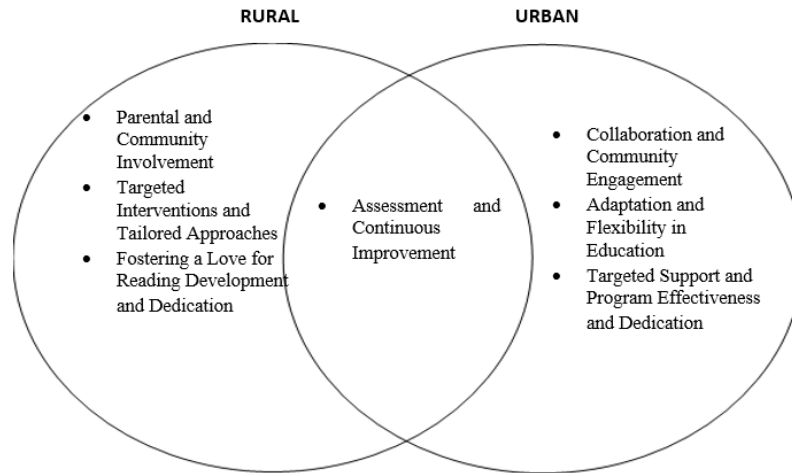 RURAL
URBAN
• Parental and
Community
Involvement
• Targeted
Interventions and
Tailored Approaches
• Fostering a Love for
Reading Development
and Dedication
• Assessment and
Continuous
Improvement
• Collaboration and
Community
Engagement
• Adaptation and
Flexibility in
Education
• Targeted Support and
Program Effectiveness
and Dedication